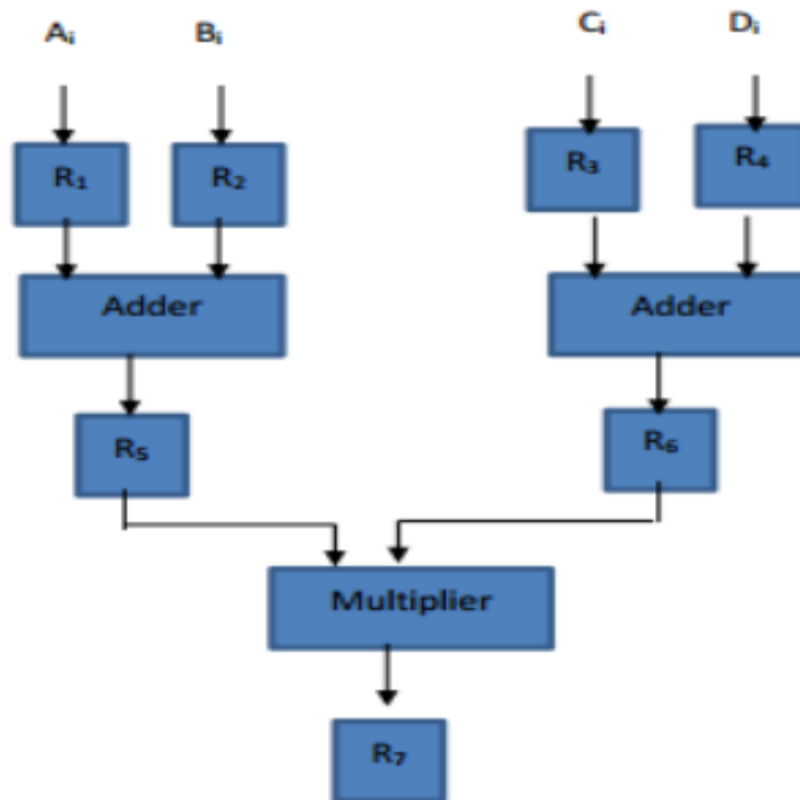 Aᵢ Bᵢ Cᵢ Dᵢ
R₁ R₂ R₃ R₄
Adder Adder
R₅ R₆
Multiplier
R₇